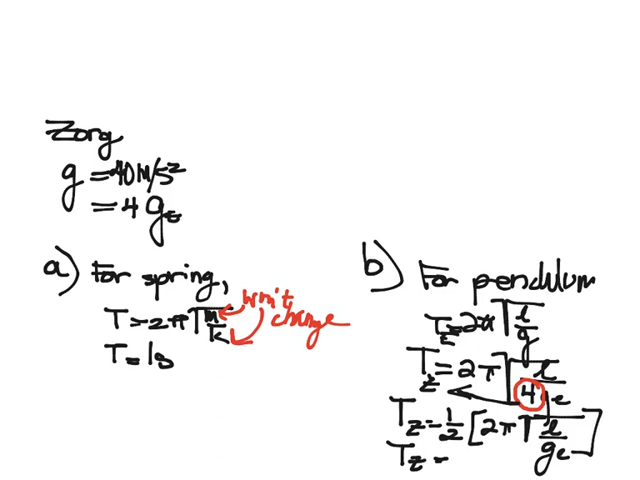 Zorg
g = 40 m/s²
= 4 gE
a) For spring,
T = 2π√m/k
won't change
T = 1s
b) For pendulum
TE = 2π√l/g
Tz = 2π√l/4ge
Tz = 1/2 [2π√l/ge]
Tz =